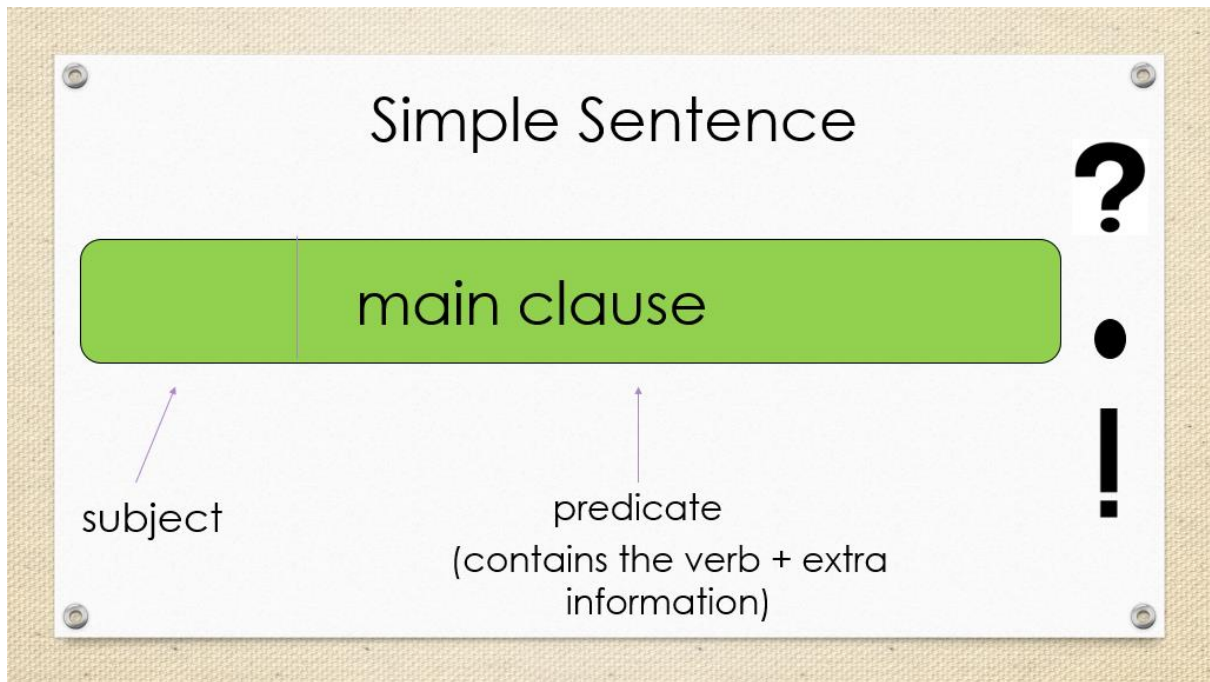 Simple Sentence
?
main clause
.
!
subject
predicate
(contains the verb + extra
information)